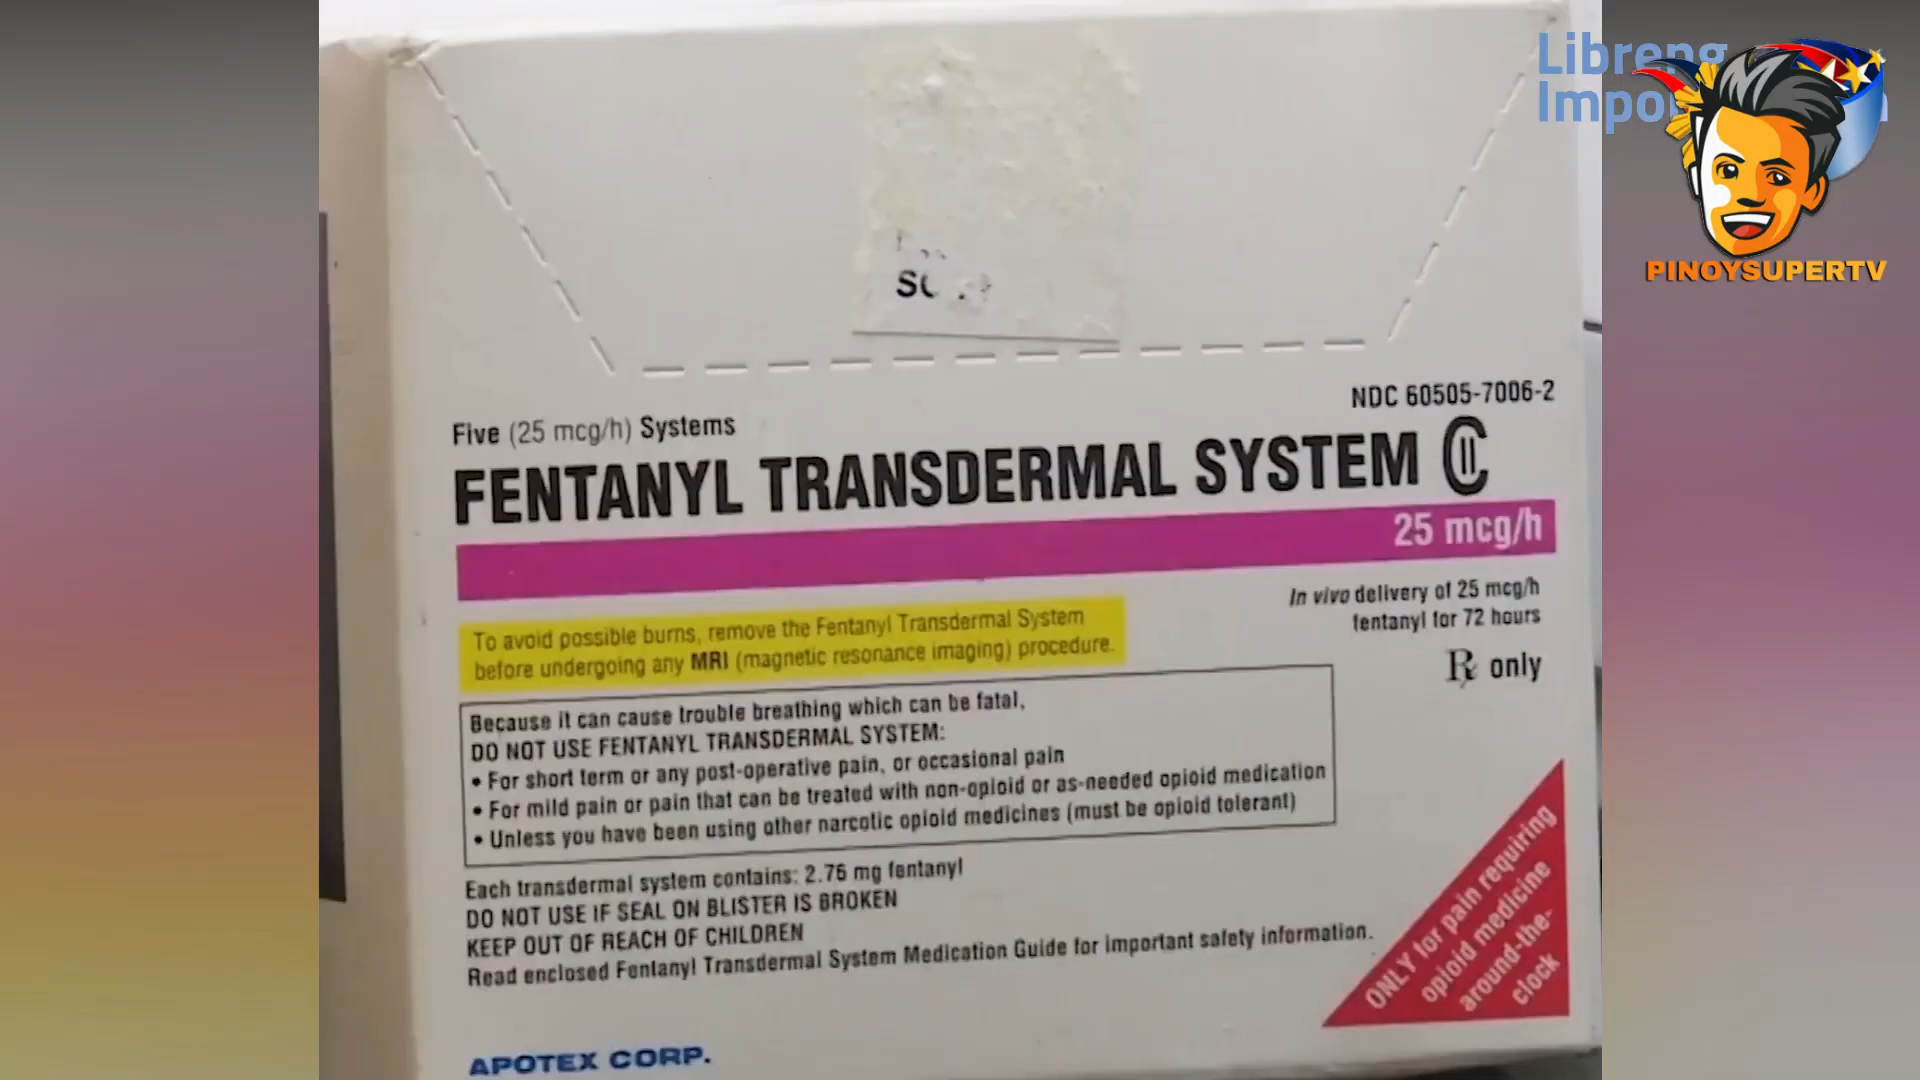 Libreng
PINOYSUPERTV
NDC 60505-7006-2
Five (25 mcg/h) Systems
FENTANYL TRANSDERMAL SYSTEM CII
25 mcg/h
In vivo delivery of 25 mcg/h
fentanyl for 72 hours
Rx only
To avoid possible burns, remove the Fentanyl Transdermal System
before undergoing any MRI (magnetic resonance imaging) procedure.
Because it can cause trouble breathing which can be fatal,
DO NOT USE FENTANYL TRANSDERMAL SYSTEM:
• For short term or any post-operative pain, or occasional pain
• For mild pain or pain that can be treated with non-opioid or as-needed opioid medication
• Unless you have been using other narcotic opioid medicines (must be opioid tolerant)
Each transdermal system contains: 2.76 mg fentanyl
DO NOT USE IF SEAL ON BLISTER IS BROKEN
KEEP OUT OF REACH OF CHILDREN
Read enclosed Fentanyl Transdermal System Medication Guide for important safety information.
ONLY for pain requiring
opioid medicine
around-the-
clock
APOTEX CORP.